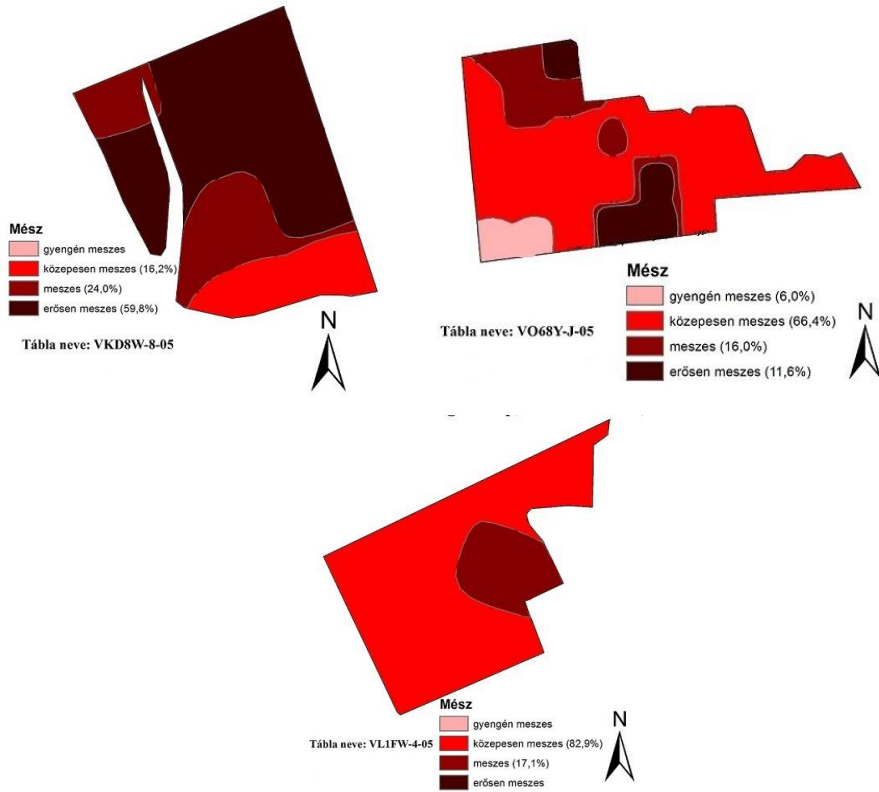 Mész
gyengén meszes
közepesen meszes (16,2%)
meszes (24,0%)
erősen meszes (59,8%)
N
Tábla neve: VKD8W-8-05
Mész
gyengén meszes (6,0%)
közepesen meszes (66,4%)
meszes (16,0%)
erősen meszes (11,6%)
N
Tábla neve: VO68Y-J-05
Mész
gyengén meszes
közepesen meszes (82,9%)
meszes (17,1%)
erősen meszes
N
Tábla neve: VL1FW-4-05